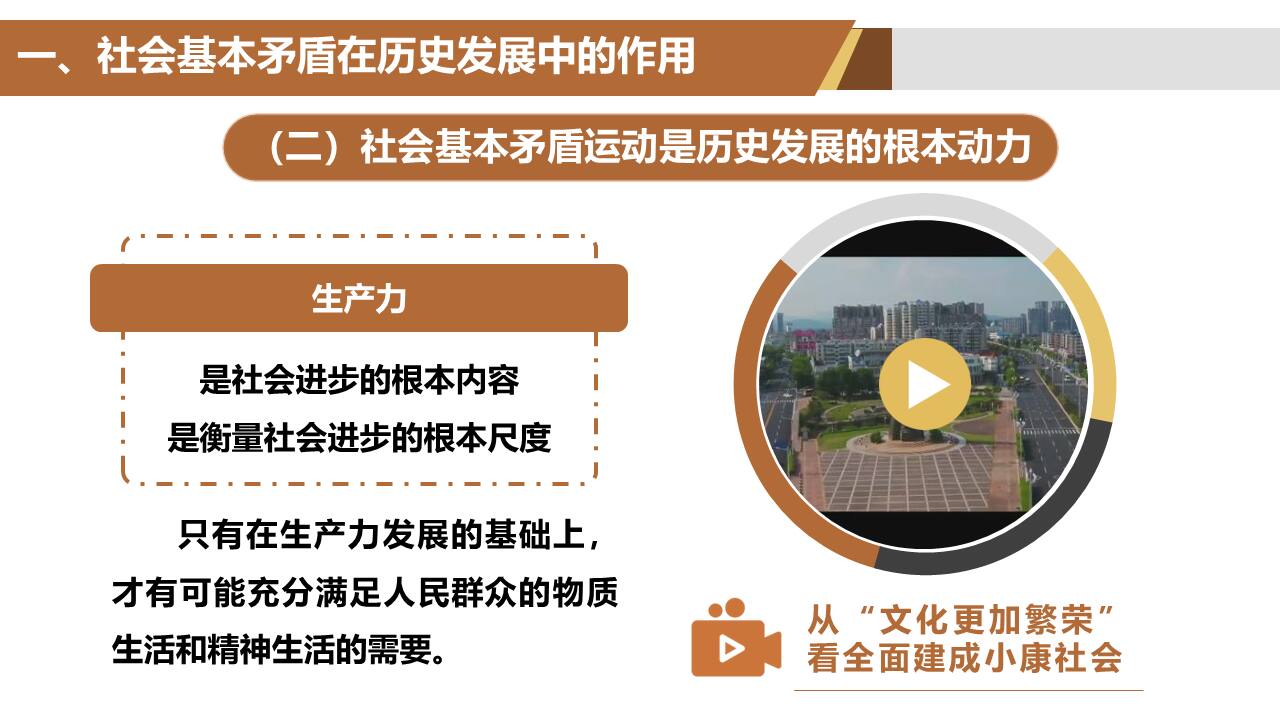 一、社会基本矛盾在历史发展中的作用
（二）社会基本矛盾运动是历史发展的根本动力
生产力
是社会进步的根本内容
是衡量社会进步的根本尺度
只有在生产力发展的基础上，
才有可能充分满足人民群众的物质
生活和精神生活的需要。
从“文化更加繁荣”
看全面建成小康社会